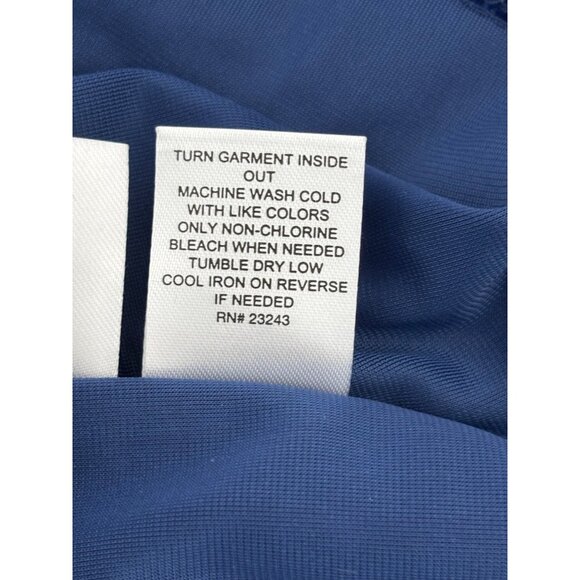 TURN GARMENT INSIDE
OUT
MACHINE WASH COLD
WITH LIKE COLORS
ONLY NON-CHLORINE
BLEACH WHEN NEEDED
TUMBLE DRY LOW
COOL IRON ON REVERSE
IF NEEDED
RN# 23243